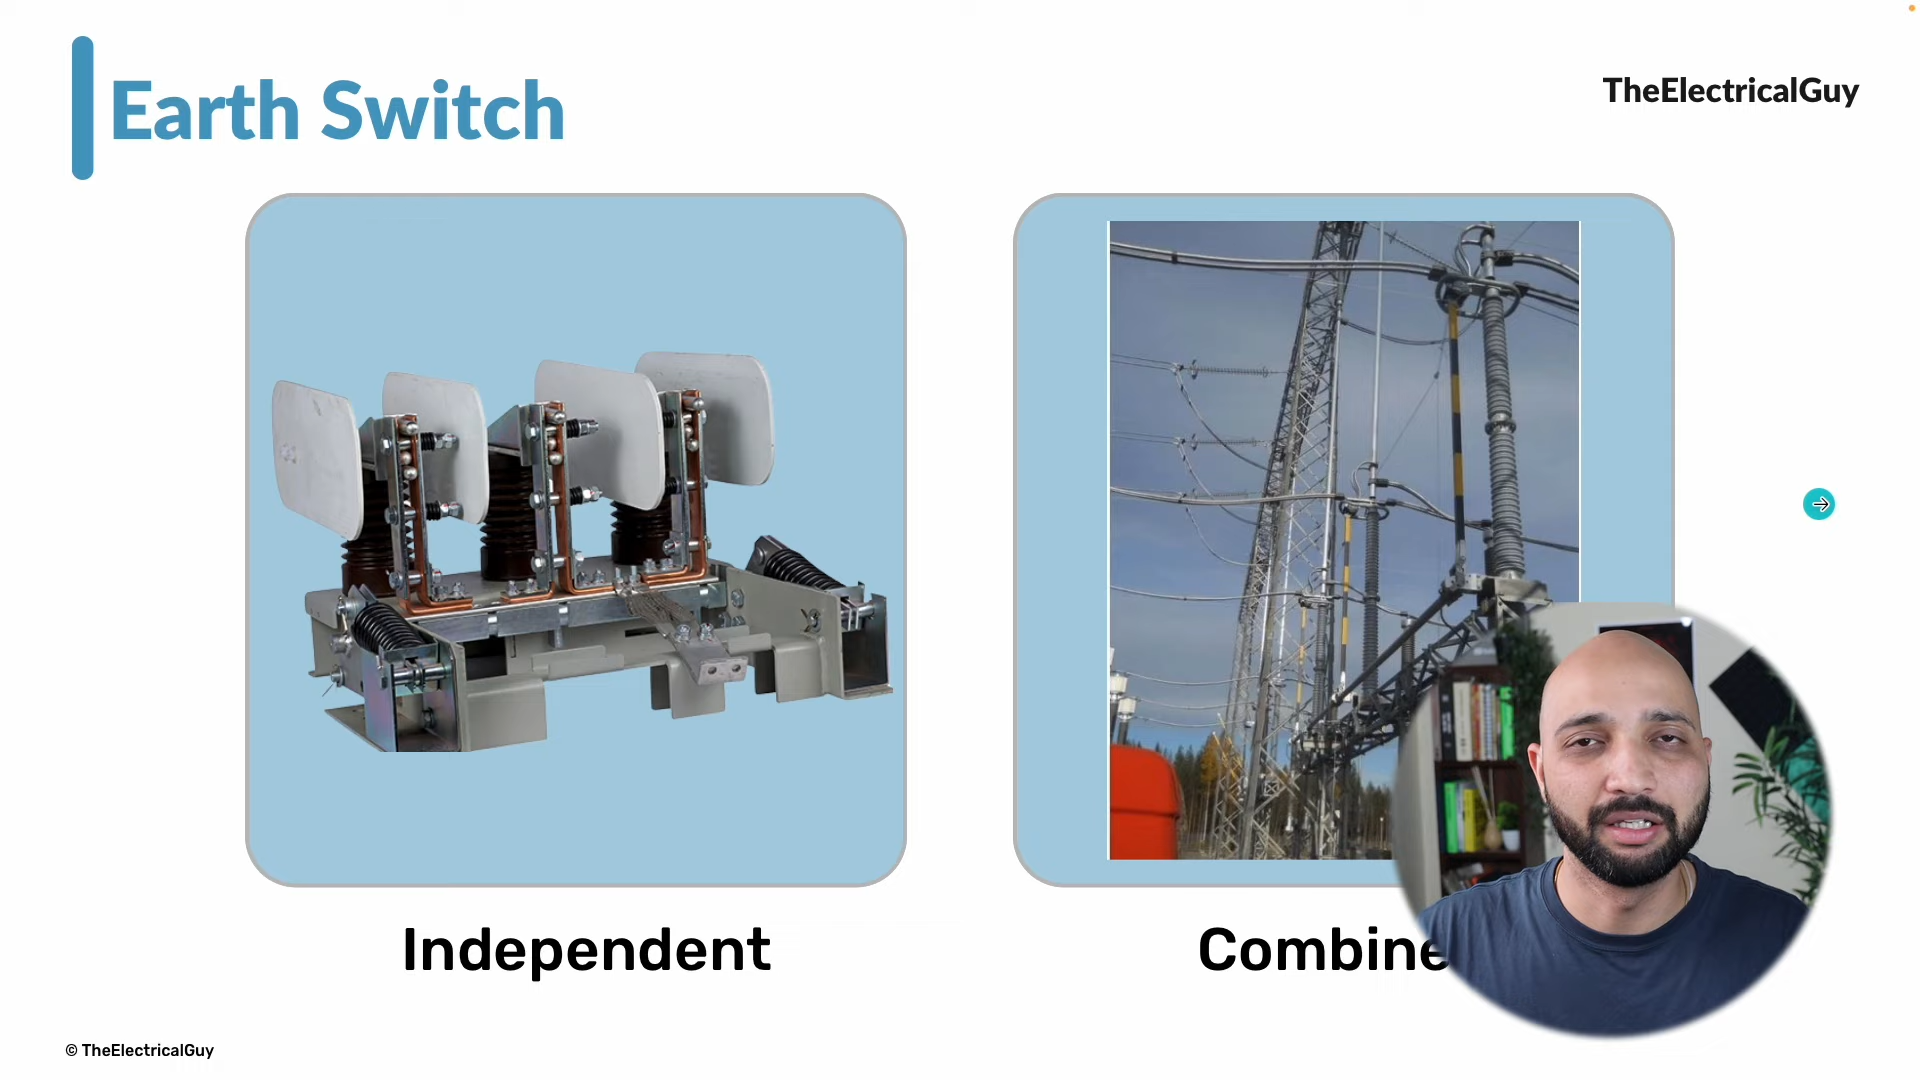 Earth Switch
TheElectricalGuy
Independent
Combine
© TheElectricalGuy